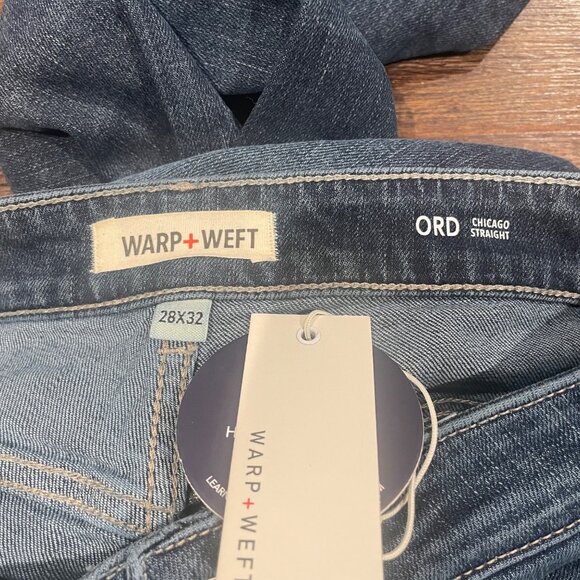 WARP+WEFT
ORD CHICAGO
STRAIGHT
28X32
WARP+WEFT